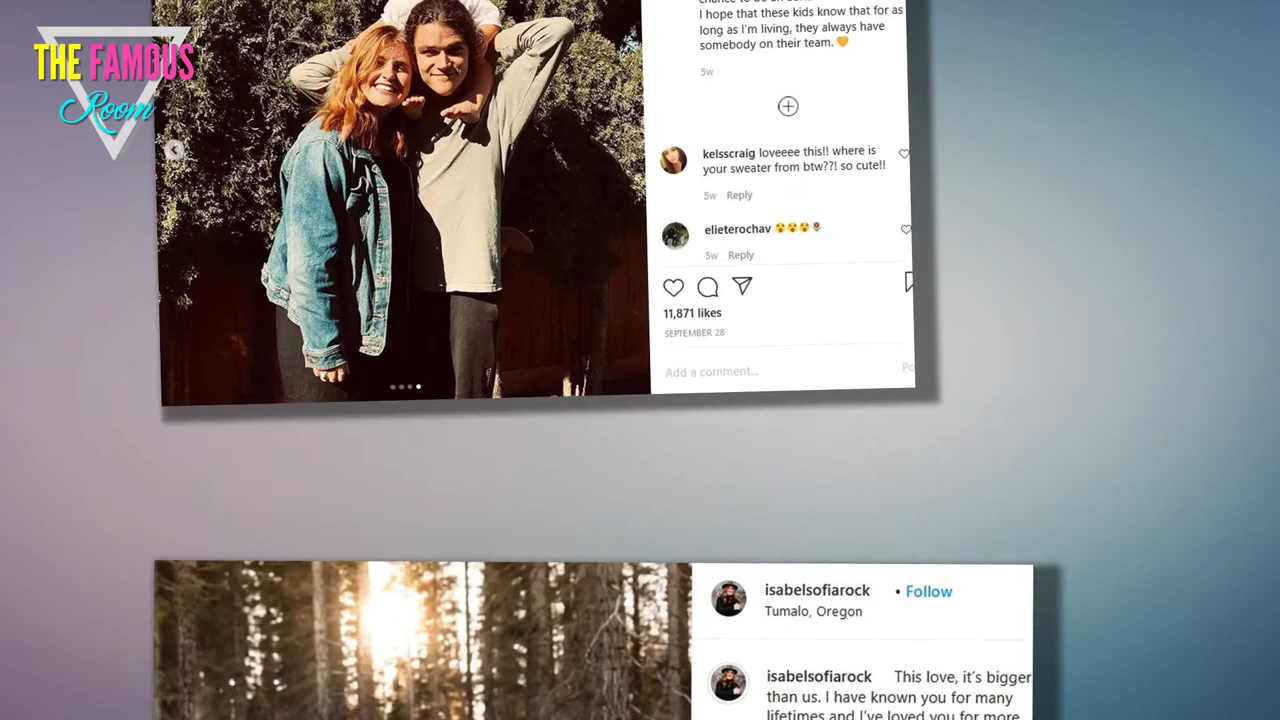 THE FAMOUS
Room
I hope that these kids know that for as
long as I'm living, they always have
somebody on their team. 🧡
5w
kelsscraig loveeee this!! where is
your sweater from btw??! so cute!!
5w Reply
elieterochav 😵😵😵🌷
5w Reply
11,871 likes
SEPTEMBER 28
Add a comment...
isabelsofiarock • Follow
Tumalo, Oregon
isabelsofiarock This love, it's bigger
than us. I have known you for many
lifetimes and I've loved you for more